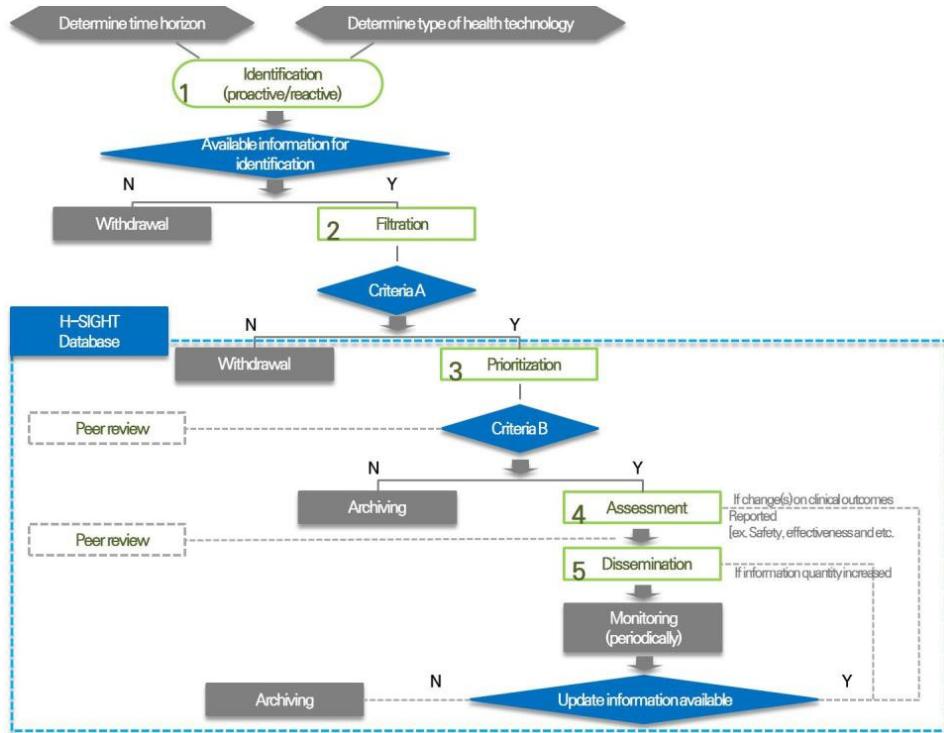 Determine time horizon
Determine type of health technology
1
Identification
(proactive/reactive)
Available information for
identification
N
Y
Withdrawal
2
Filtration
Criteria A
H-SIGHT
Database
N
Y
Withdrawal
3
Prioritization
Peer review
Criteria B
N
Y
Archiving
4
Assessment
If change(s) on clinical outcomes
Reported
[ex. Safety, effectiveness and etc.
Peer review
5
Dissemination
If information quantity increased
Monitoring
(periodically)
N
Y
Archiving
Update information available